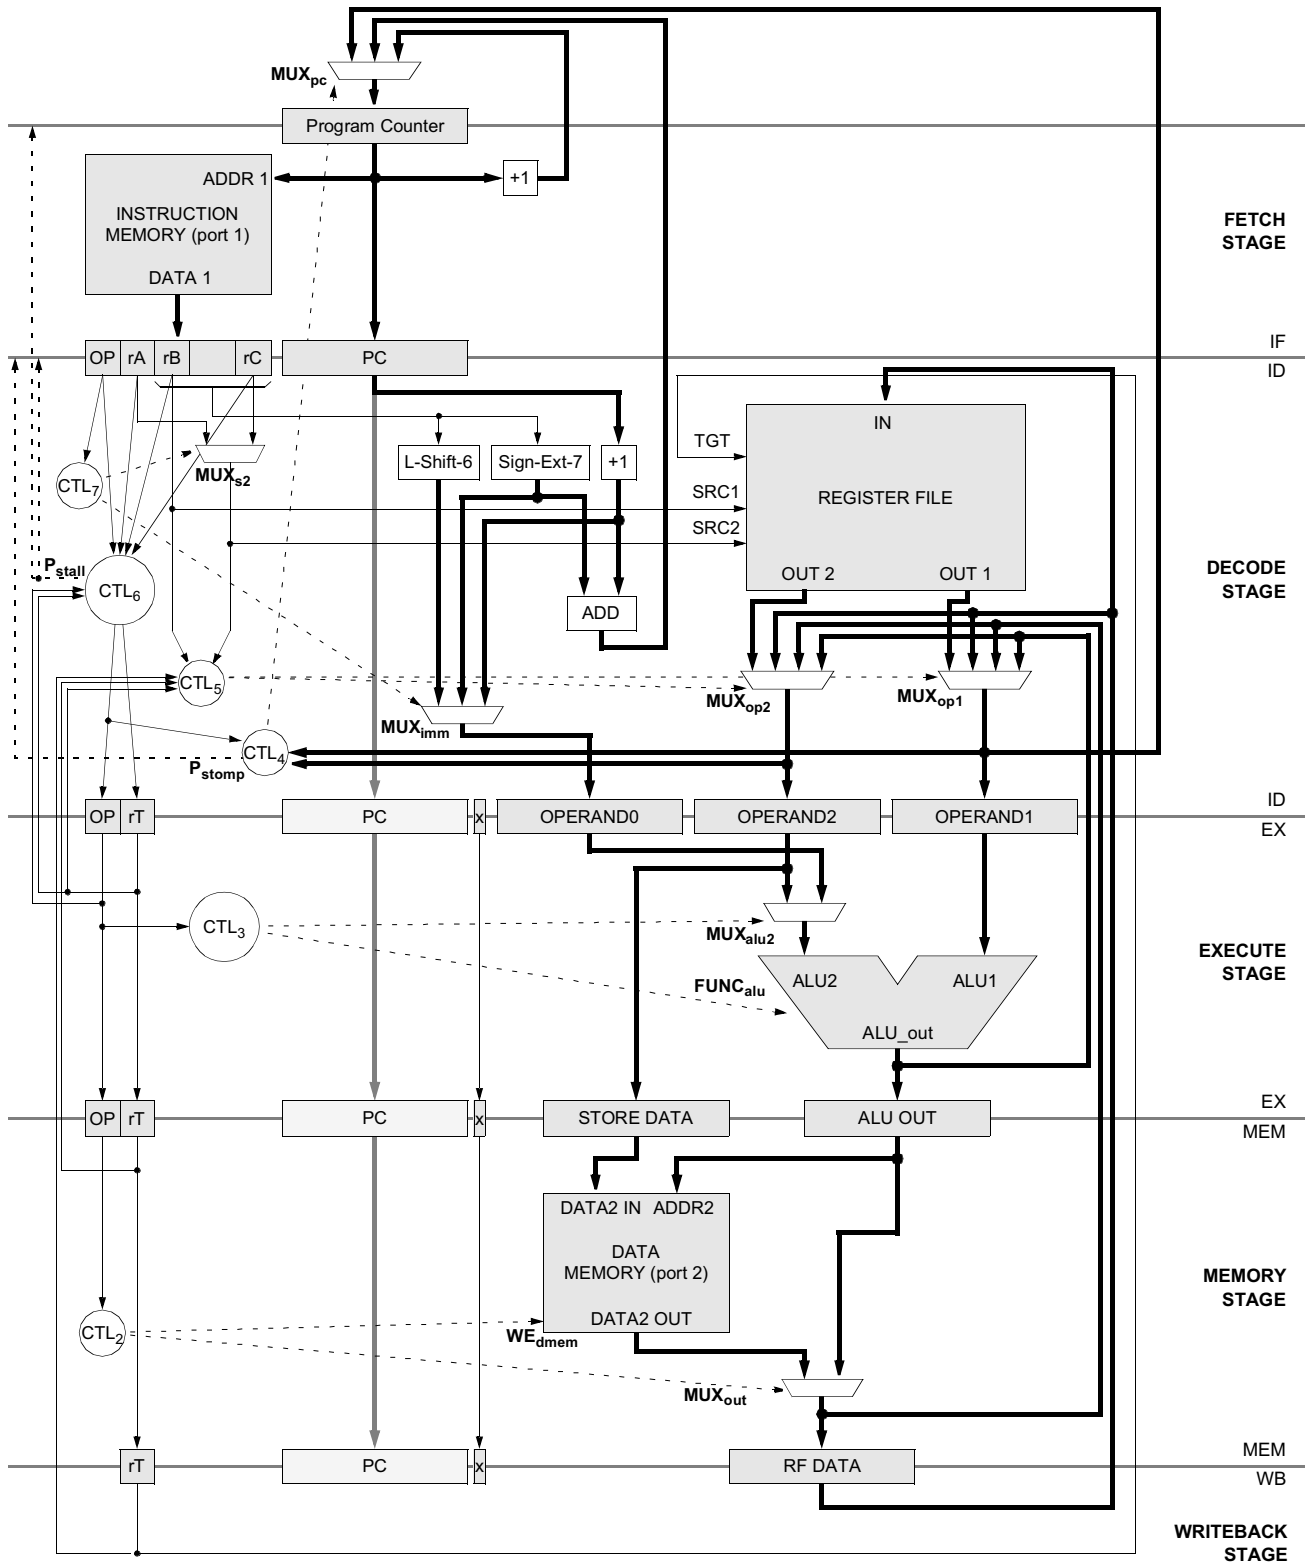 MUXpc
Program Counter
ADDR 1
+1
INSTRUCTION
MEMORY (port 1)
DATA 1
FETCH
STAGE
OP
rA
rB
rC
PC
IF
ID
IN
TGT
L-Shift-6
Sign-Ext-7
+1
MUXs2
CTL7
SRC1
REGISTER FILE
SRC2
Pstall
CTL6
OUT 2
OUT 1
DECODE
STAGE
ADD
CTL5
MUXop2
MUXop1
MUXimm
CTL4
Pstomp
OP
rT
PC
x
OPERAND0
OPERAND2
OPERAND1
ID
EX
CTL3
MUXalu2
EXECUTE
STAGE
FUNCalu
ALU2
ALU1
ALU_out
OP
rT
PC
x
STORE DATA
ALU OUT
EX
MEM
DATA2 IN
ADDR2
DATA
MEMORY (port 2)
MEMORY
STAGE
DATA2 OUT
CTL2
WEdmem
MUXout
rT
PC
x
RF DATA
MEM
WB
WRITEBACK
STAGE